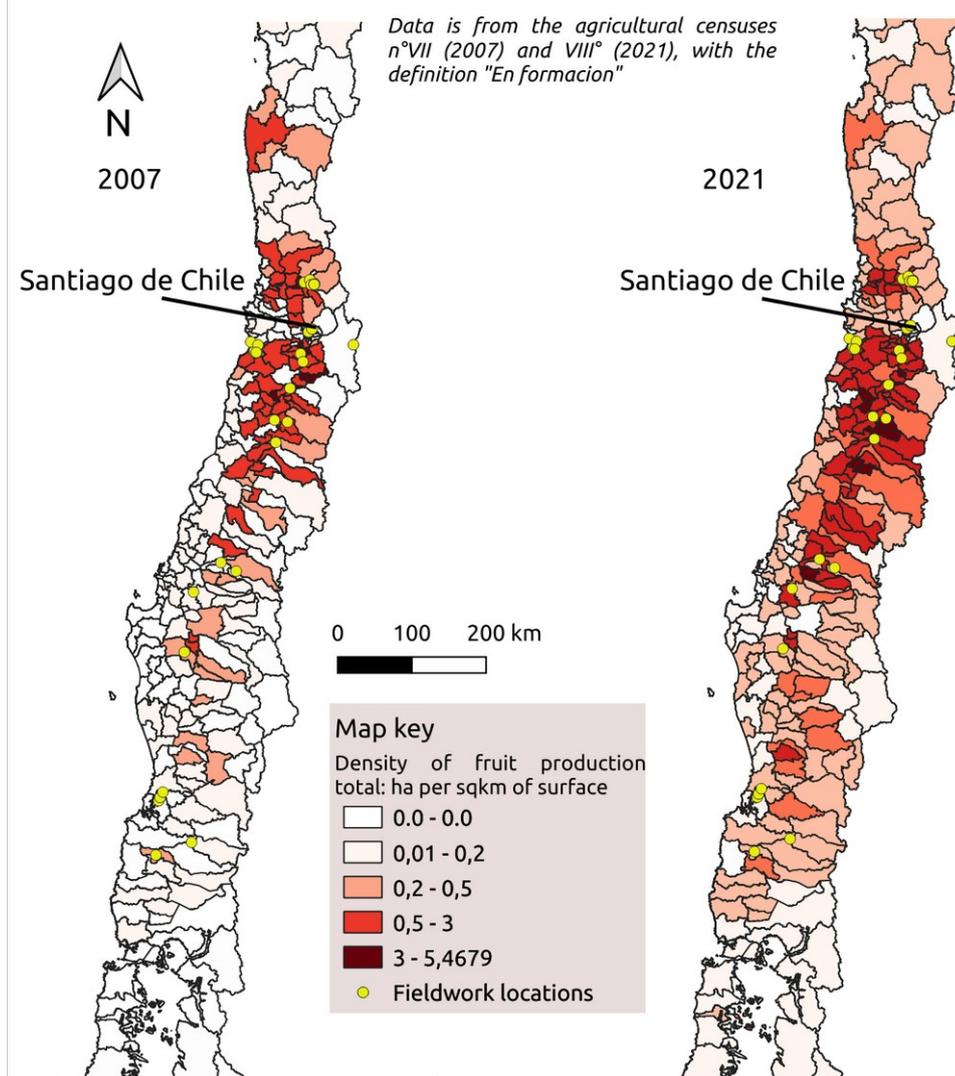 Data is from the agricultural censuses
n°VII (2007) and VIII° (2021), with the
definition "En formacion"
N
2007
2021
Santiago de Chile
Santiago de Chile
0 100 200 km
Map key
Density of fruit production
total: ha per sqkm of surface
0.0 - 0.0
0,01 - 0,2
0,2 - 0,5
0,5 - 3
3 - 5,4679
Fieldwork locations